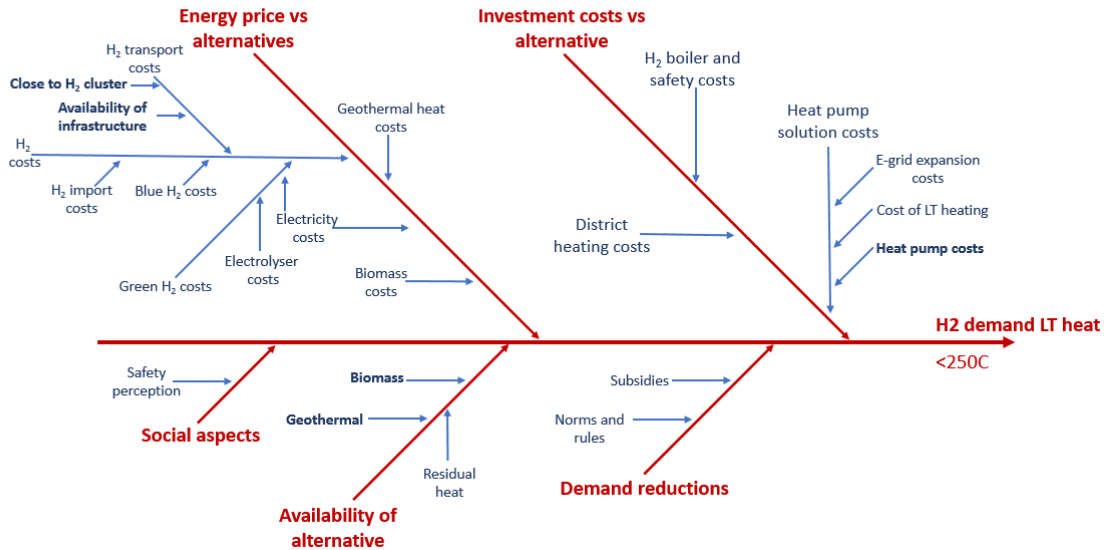 Energy price vs
alternatives
Investment costs vs
alternative
H₂ transport
costs
Close to H₂ cluster
Availability of
infrastructure
H₂
costs
H₂ import
costs
Blue H₂ costs
Green H₂ costs
Electrolyser
costs
Electricity
costs
Geothermal heat
costs
Biomass
costs
H₂ boiler and
safety costs
District
heating costs
Heat pump
solution costs
E-grid expansion
costs
Cost of LT heating
Heat pump costs
H2 demand LT heat
<250C
Safety
perception
Social aspects
Biomass
Geothermal
Residual
heat
Availability of
alternative
Subsidies
Norms and
rules
Demand reductions